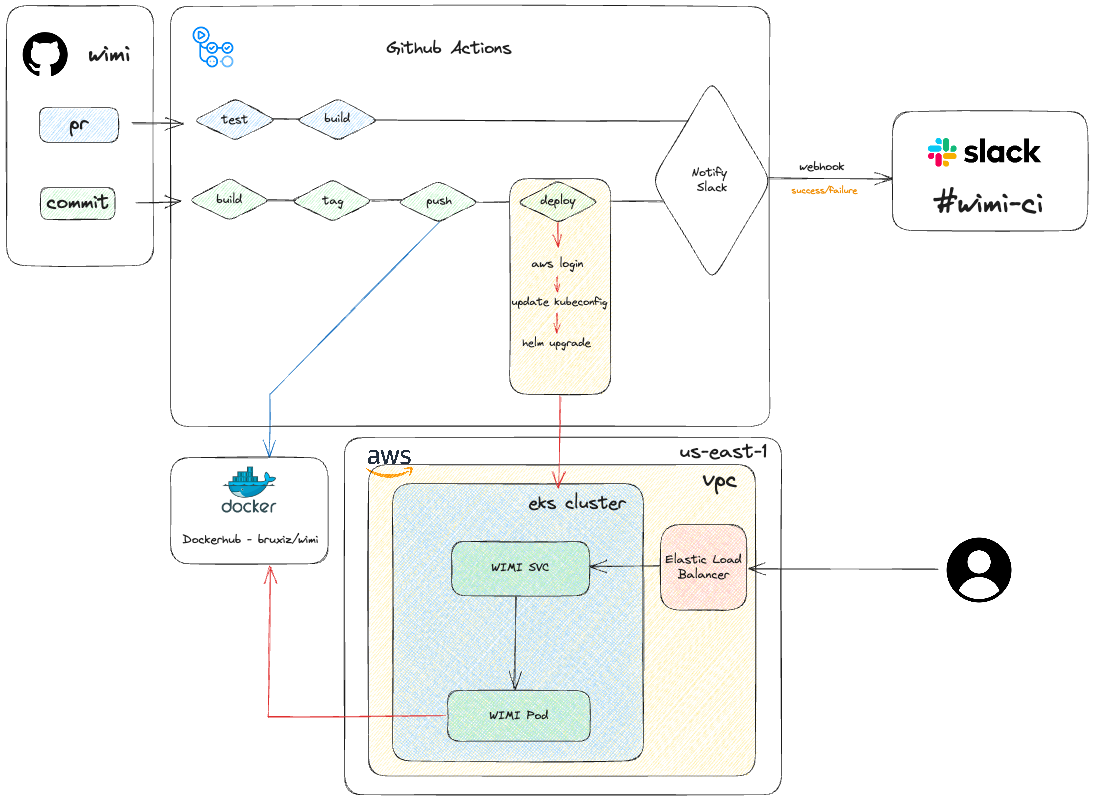 wimi
Github Actions
pr
test
build
commit
build
tag
push
deploy
aws login
update kubeconfig
helm upgrade
Notify
Slack
webhook
success/failure
slack
#wimi-ci
docker
Dockerhub - bruxiz/wimi
aws
us-east-1
vpc
eks cluster
WIMI SVC
Elastic Load
Balancer
WIMI Pod